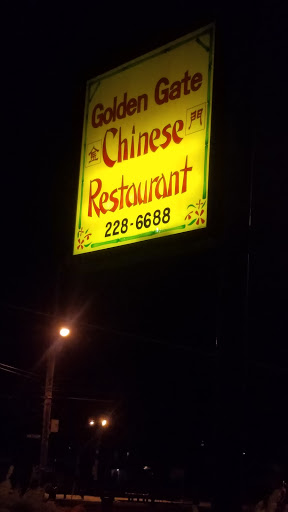 Golden Gate
金 Chinese 門
Restaurant
228-6688